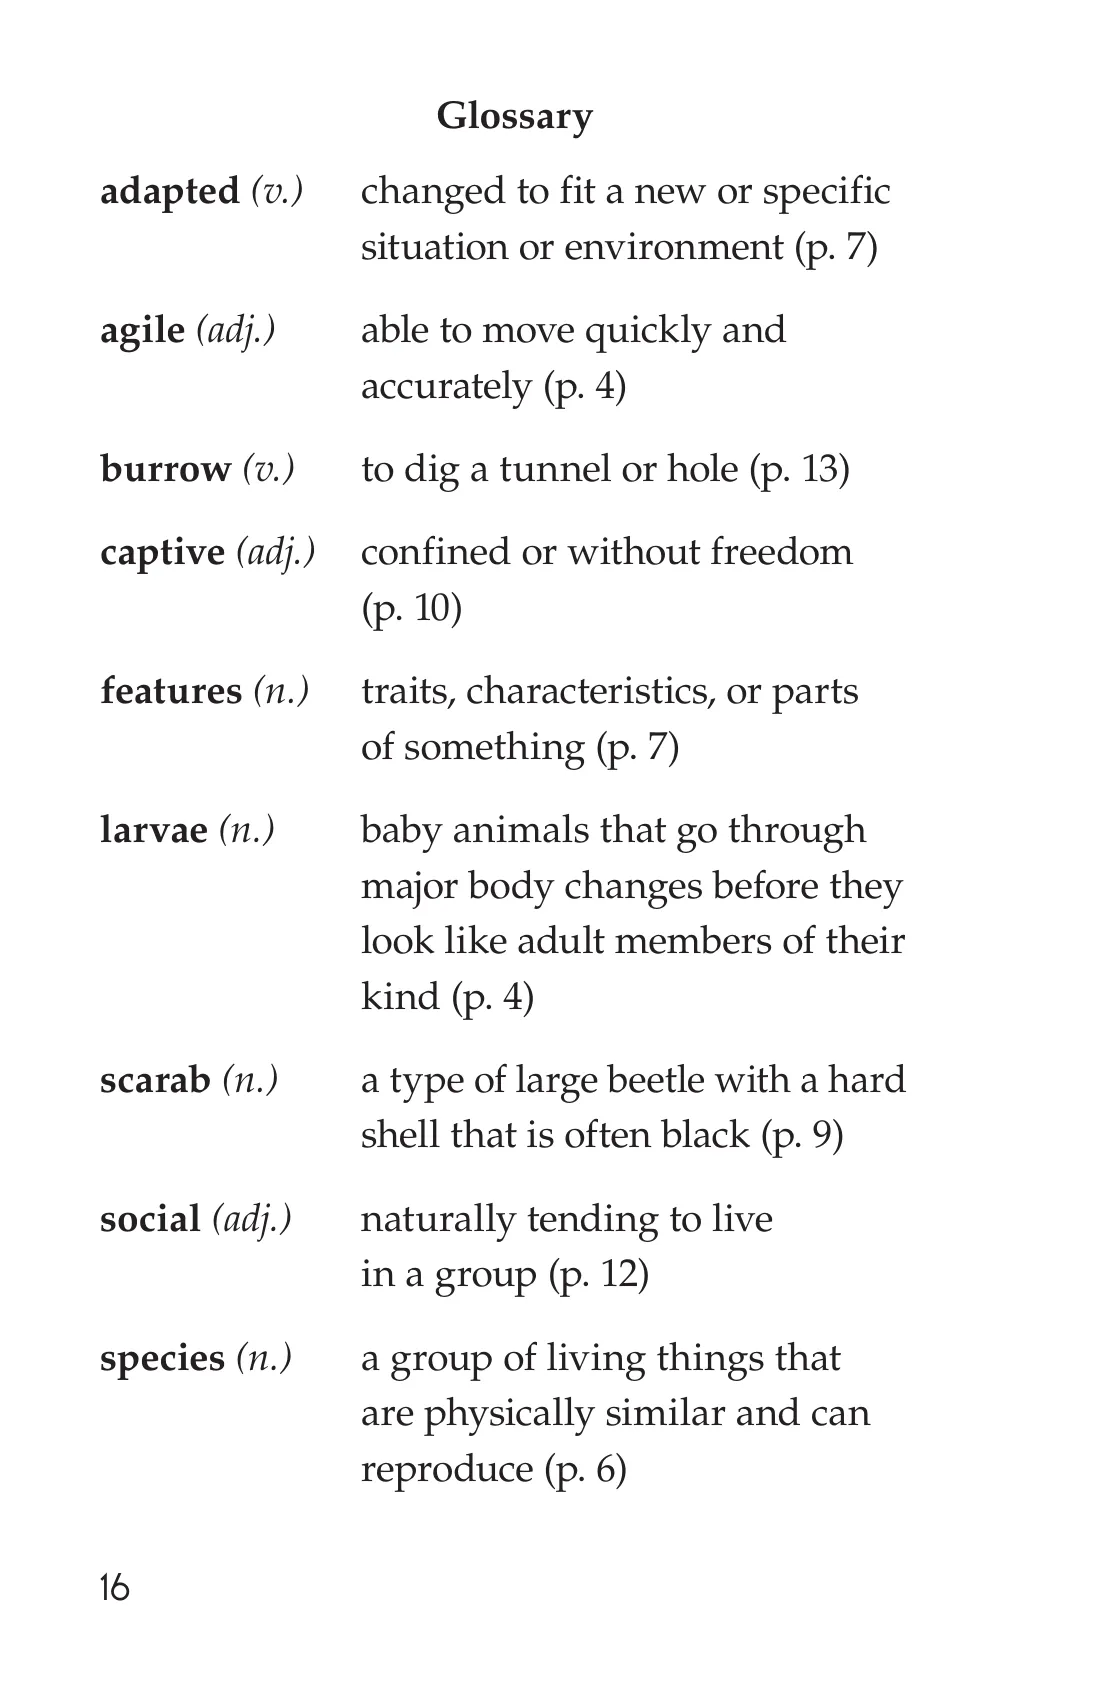 Glossary
adapted (v.) changed to fit a new or specific
situation or environment (p. 7)
agile (adj.) able to move quickly and
accurately (p. 4)
burrow (v.) to dig a tunnel or hole (p. 13)
captive (adj.) confined or without freedom
(p. 10)
features (n.) traits, characteristics, or parts
of something (p. 7)
larvae (n.) baby animals that go through
major body changes before they
look like adult members of their
kind (p. 4)
scarab (n.) a type of large beetle with a hard
shell that is often black (p. 9)
social (adj.) naturally tending to live
in a group (p. 12)
species (n.) a group of living things that
are physically similar and can
reproduce (p. 6)
16